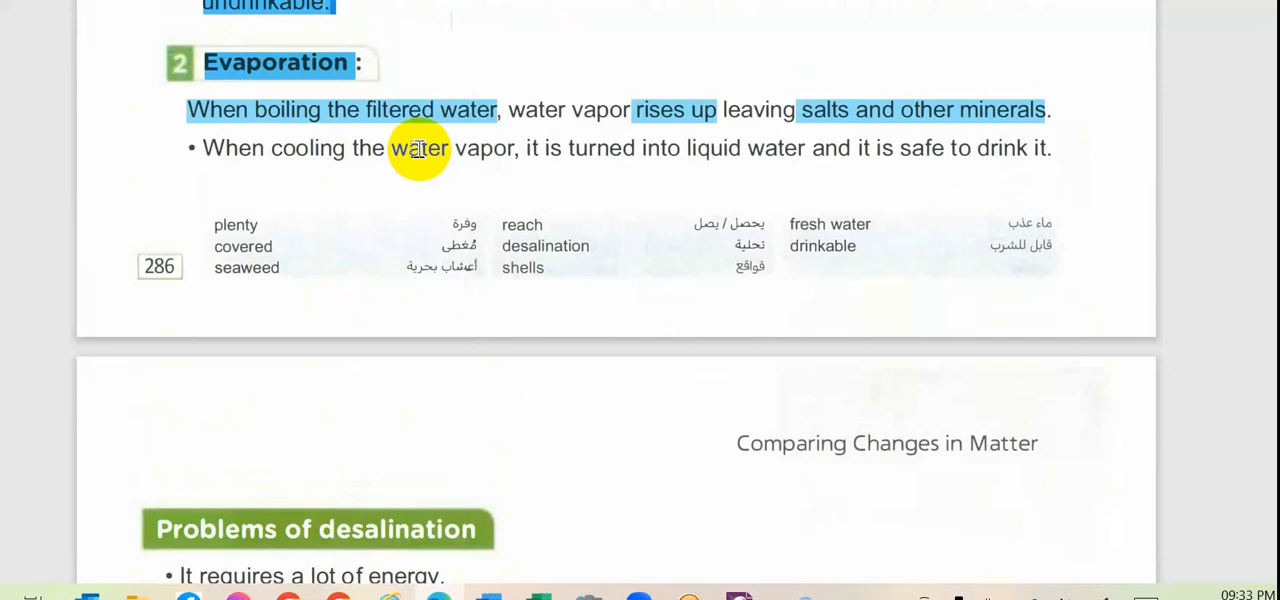 undrinkable.
2 Evaporation :
When boiling the filtered water, water vapor rises up leaving salts and other minerals.
• When cooling the water vapor, it is turned into liquid water and it is safe to drink it.
plenty وفرة reach يحصل / يصل fresh water ماء عذب
covered مُغطى desalination تحلية drinkable قابل للشرب
seaweed أعشاب بحرية shells قواقع
286
Comparing Changes in Matter
Problems of desalination
• It requires a lot of energy.
09:33 PM